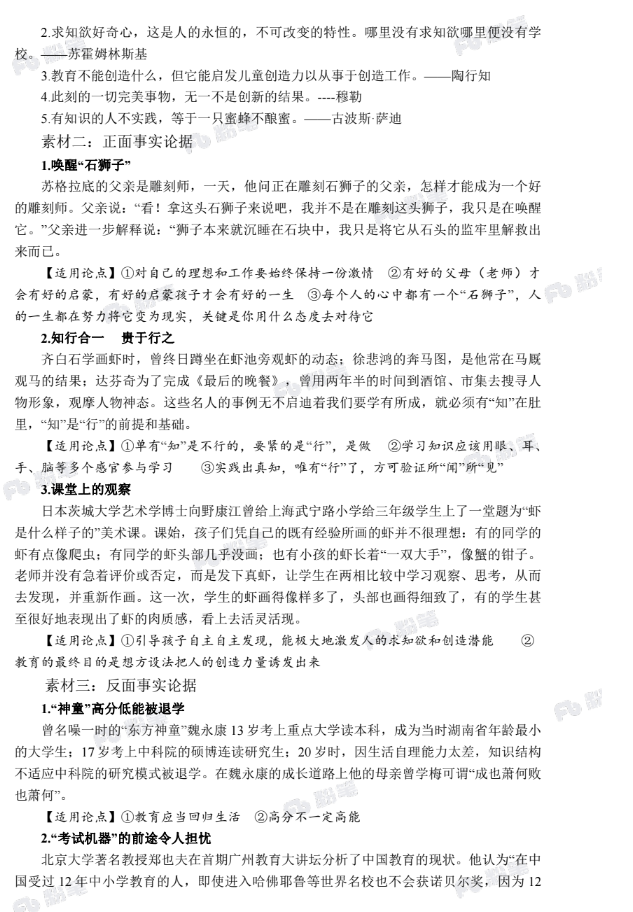 2.求知欲好奇心，这是人的永恒的，不可改变的特性。哪里没有求知欲哪里便没有学
校。——苏霍姆林斯基
3.教育不能创造什么，但它能启发儿童创造力以从事于创造工作。——陶行知
4.此刻的一切完美事物，无一不是创新的结果。----穆勒
5.有知识的人不实践，等于一只蜜蜂不酿蜜。——古波斯·萨迪
素材二：正面事实论据
1.唤醒“石狮子”
苏格拉底的父亲是雕刻师，一天，他问正在雕刻石狮子的父亲，怎样才能成为一个好
的雕刻师。父亲说：“看！拿这头石狮子来说吧，我并不是在雕刻这头狮子，我只是在唤醒
它。”父亲进一步解释说：“狮子本来就沉睡在石块中，我只是将它从石头的监牢里解救出
来而已。
【适用论点】①对自己的理想和工作要始终保持一份激情 ②有好的父母（老师）才
会有好的启蒙，有好的启蒙孩子才会有好的一生 ③每个人的心中都有一个“石狮子”，人
的一生都在努力将它变为现实，关键是你用什么态度去对待它
2.知行合一 贵于行之
齐白石学画虾时，曾终日蹲坐在虾池旁观虾的动态；徐悲鸿的奔马图，是他常在马厩
观马的结果；达芬奇为了完成《最后的晚餐》，曾用两年半的时间到酒馆、市集去搜寻人
物形象，观摩人物神态。这些名人的事例无不启迪着我们要学有所成，就必须有“知”在肚
里，“知”是“行”的前提和基础。
【适用论点】①单有“知”是不行的，要紧的是“行”，是做 ②学习知识应该用眼、耳、
手、脑等多个感官参与学习 ③实践出真知，唯有“行”了，方可验证所“闻”所“见”
3.课堂上的观察
日本茨城大学艺术学博士向野康江曾给上海武宁路小学给三年级学生上了一堂题为“虾
是什么样子的”美术课。课始，孩子们凭自己的既有经验所画的虾并不很理想：有的同学的
虾有点像爬虫；有同学的虾头部几乎没画；也有小孩的虾长着“一双大手”，像蟹的钳子。
老师并没有急着评价或否定，而是发下真虾，让学生在两相比较中学习观察、思考，从而
去发现，并重新作画。这一次，学生的虾画得像样多了，头部也画得细致了，有的学生甚
至很好地表现出了虾的肉质感，看上去活灵活现。
【适用论点】①引导孩子自主自主发现，能极大地激发人的求知欲和创造潜能 ②
教育的最终目的是想方设法把人的创造力量诱发出来
素材三：反面事实论据
1.“神童”高分低能被退学
曾名噪一时的“东方神童”魏永康 13 岁考上重点大学读本科，成为当时湖南省年龄最小
的大学生；17 岁考上中科院的硕博连读研究生；20 岁时，因生活自理能力太差，知识结构
不适应中科院的研究模式被退学。在魏永康的成长道路上他的母亲曾学梅可谓“成也萧何败
也萧何”。
【适用论点】①教育应当回归生活 ②高分不一定高能
2.“考试机器”的前途令人担忧
北京大学著名教授郑也夫在首期广州教育大讲坛分析了中国教育的现状。他认为“在中
国受过 12 年中小学教育的人，即使进入哈佛耶鲁等世界名校也不会获诺贝尔奖，因为 12